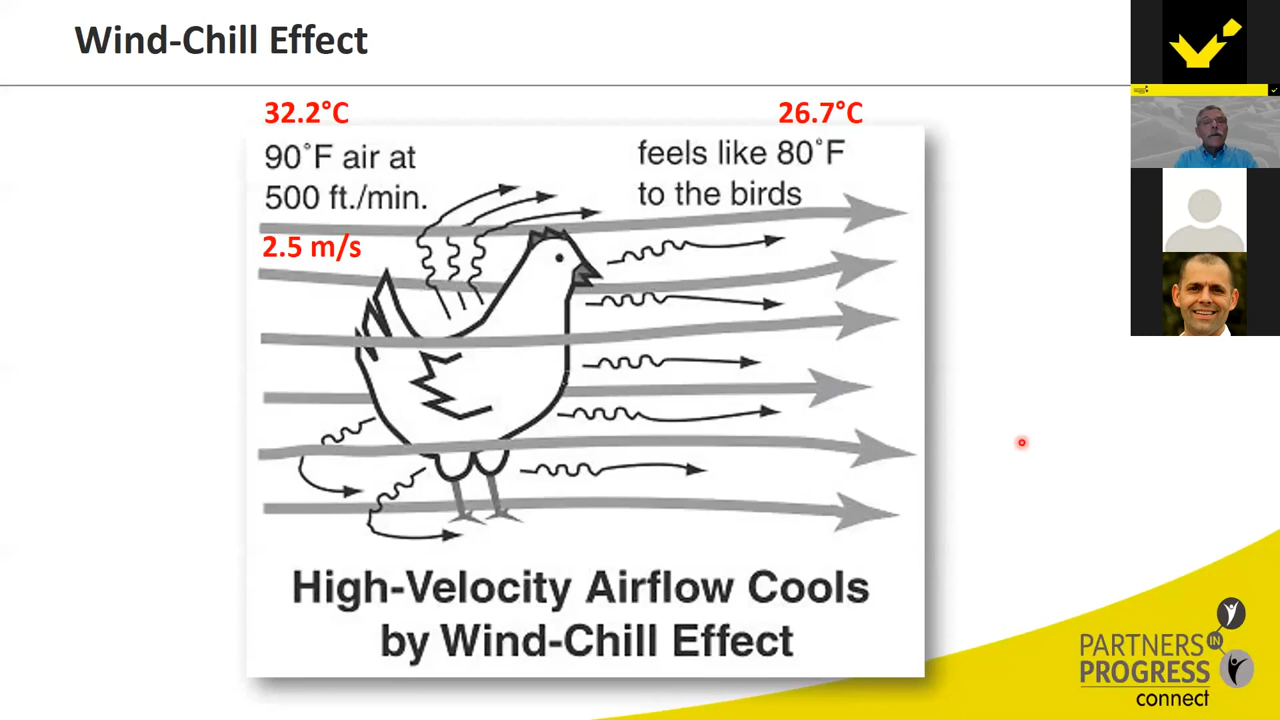 Wind-Chill Effect
32.2°C
26.7°C
90°F air at
500 ft./min.
feels like 80°F
to the birds
2.5 m/s
High-Velocity Airflow Cools
by Wind-Chill Effect
PARTNERS
IN
PROGRESS
connect